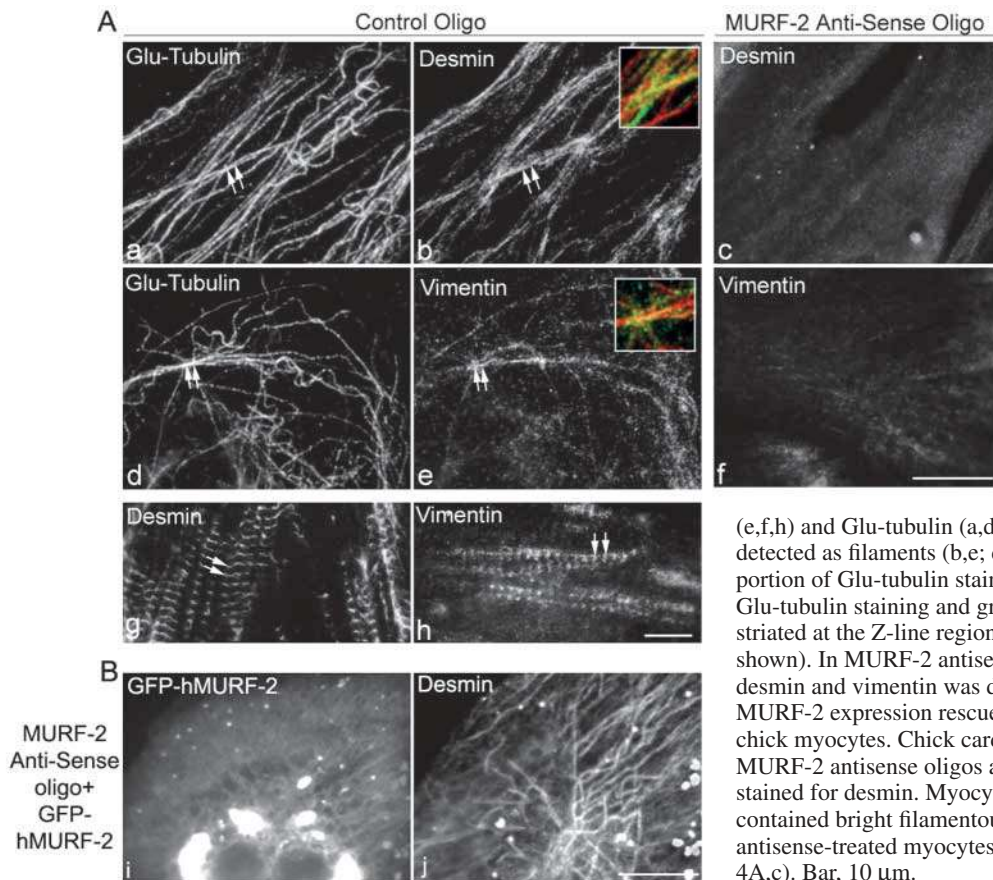 A
Control Oligo
MURF-2 Anti-Sense Oligo
Glu-Tubulin
Desmin
Desmin
a
b
c
Glu-Tubulin
Vimentin
Vimentin
d
e
f
Desmin
Vimentin
g
h
B
MURF-2
Anti-Sense
oligo+
GFP-
hMURF-2
GFP-hMURF-2
Desmin
i
j
(e,f,h) and Glu-tubulin (a,d
detected as filaments (b,e;
portion of Glu-tubulin stain
Glu-tubulin staining and gr
striated at the Z-line region
shown). In MURF-2 antise
desmin and vimentin was d
MURF-2 expression rescue
chick myocytes. Chick card
MURF-2 antisense oligos a
stained for desmin. Myocy
contained bright filamentou
antisense-treated myocytes
4A,c). Bar, 10 μm.